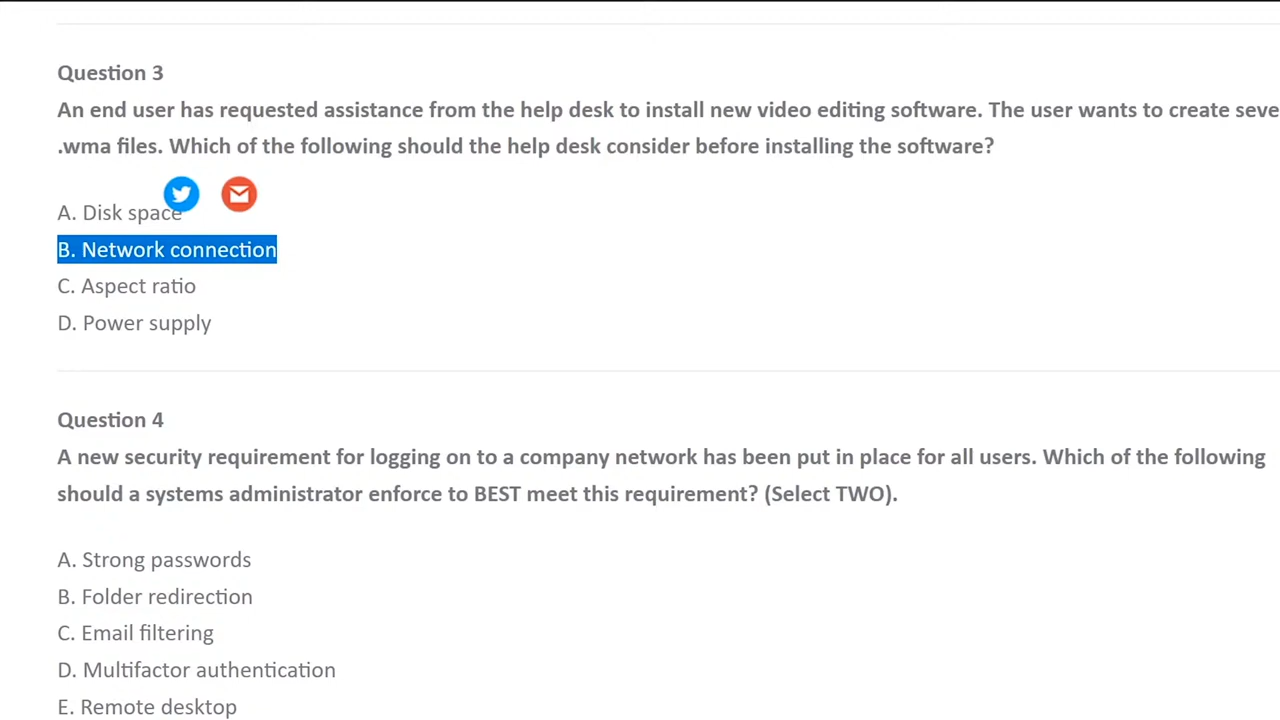 Question 3
An end user has requested assistance from the help desk to install new video editing software. The user wants to create seve
.wma files. Which of the following should the help desk consider before installing the software?
A. Disk space
B. Network connection
C. Aspect ratio
D. Power supply
Question 4
A new security requirement for logging on to a company network has been put in place for all users. Which of the following
should a systems administrator enforce to BEST meet this requirement? (Select TWO).
A. Strong passwords
B. Folder redirection
C. Email filtering
D. Multifactor authentication
E. Remote desktop